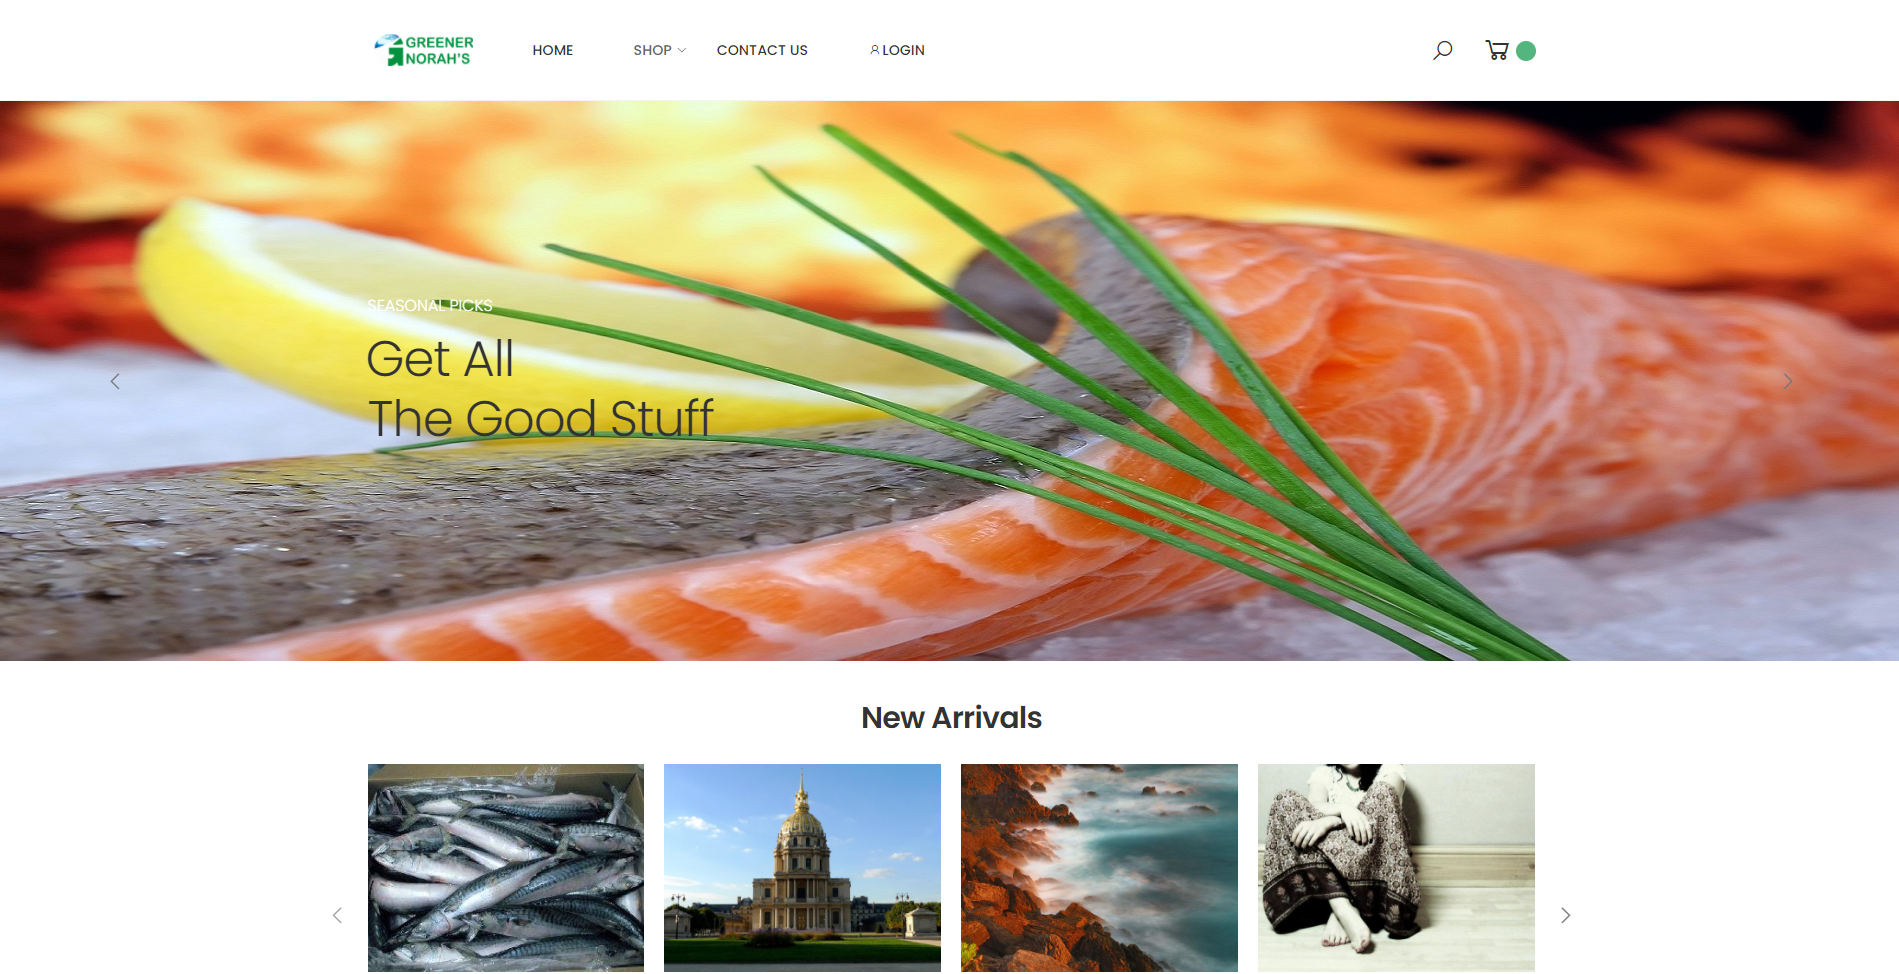 GREENER
NORAH'S
HOME
SHOP
CONTACT US
LOGIN
SEASONAL PICKS
Get All
The Good Stuff
New Arrivals